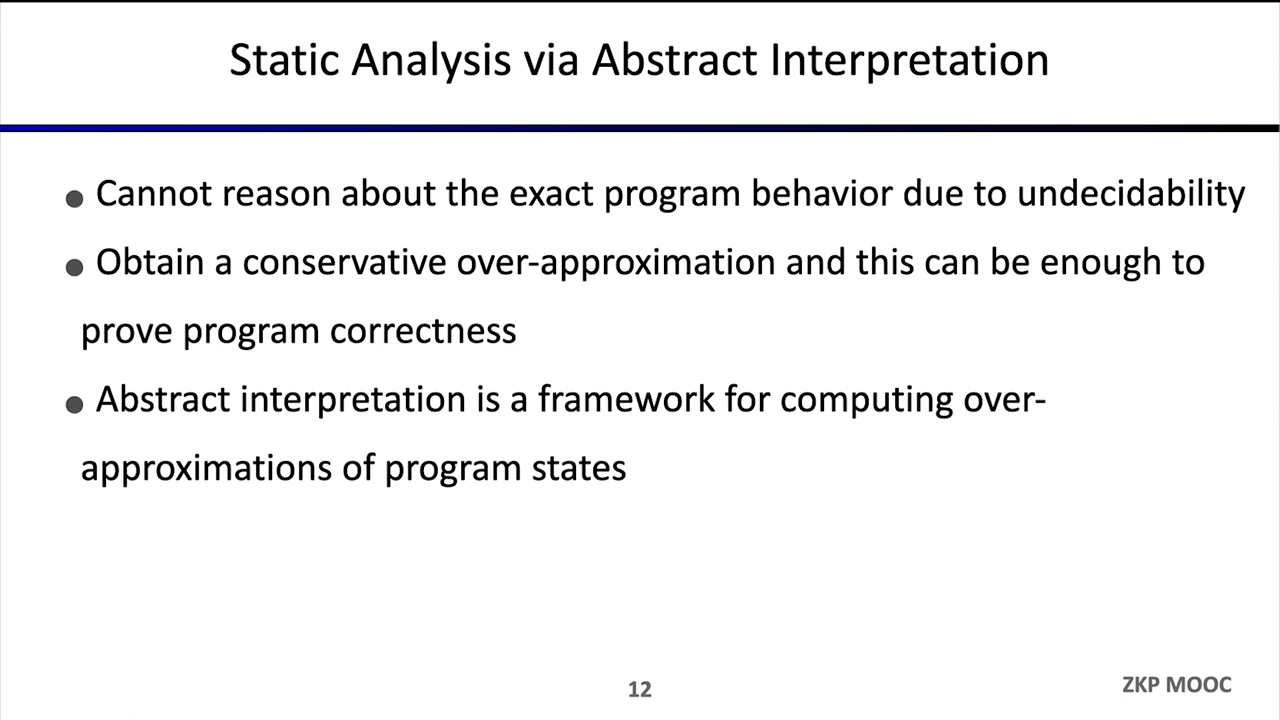 Static Analysis via Abstract Interpretation
● Cannot reason about the exact program behavior due to undecidability
● Obtain a conservative over-approximation and this can be enough to
prove program correctness
● Abstract interpretation is a framework for computing over-
approximations of program states
12
ZKP MOOC